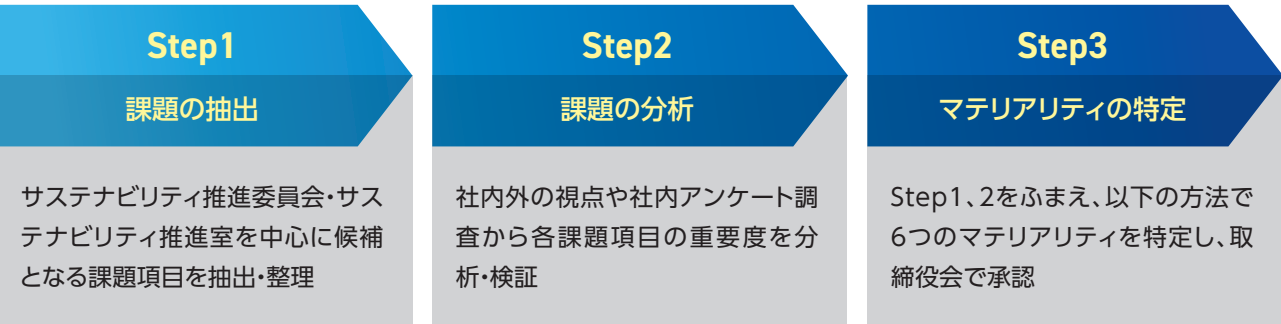 Step1
課題の抽出
サステナビリティ推進委員会・サス
テナビリティ推進室を中心に候補
となる課題項目を抽出・整理
Step2
課題の分析
社内外の視点や社内アンケート調
査から各課題項目の重要度を分
析・検証
Step3
マテリアリティの特定
Step1、2をふまえ、以下の方法で
6つのマテリアリティを特定し、取
締役会で承認